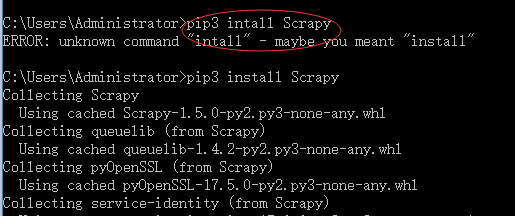 C:\Users\Administrator>pip3 intall Scrapy
ERROR: unknown command "intall" - maybe you meant "install"
C:\Users\Administrator>pip3 install Scrapy
Collecting Scrapy
Using cached Scrapy-1.5.0-py2.py3-none-any.whl
Collecting queuelib (from Scrapy)
Using cached queuelib-1.4.2-py2.py3-none-any.whl
Collecting pyOpenSSL (from Scrapy)
Using cached pyOpenSSL-17.5.0-py2.py3-none-any.whl
Collecting service-identity (from Scrapy)